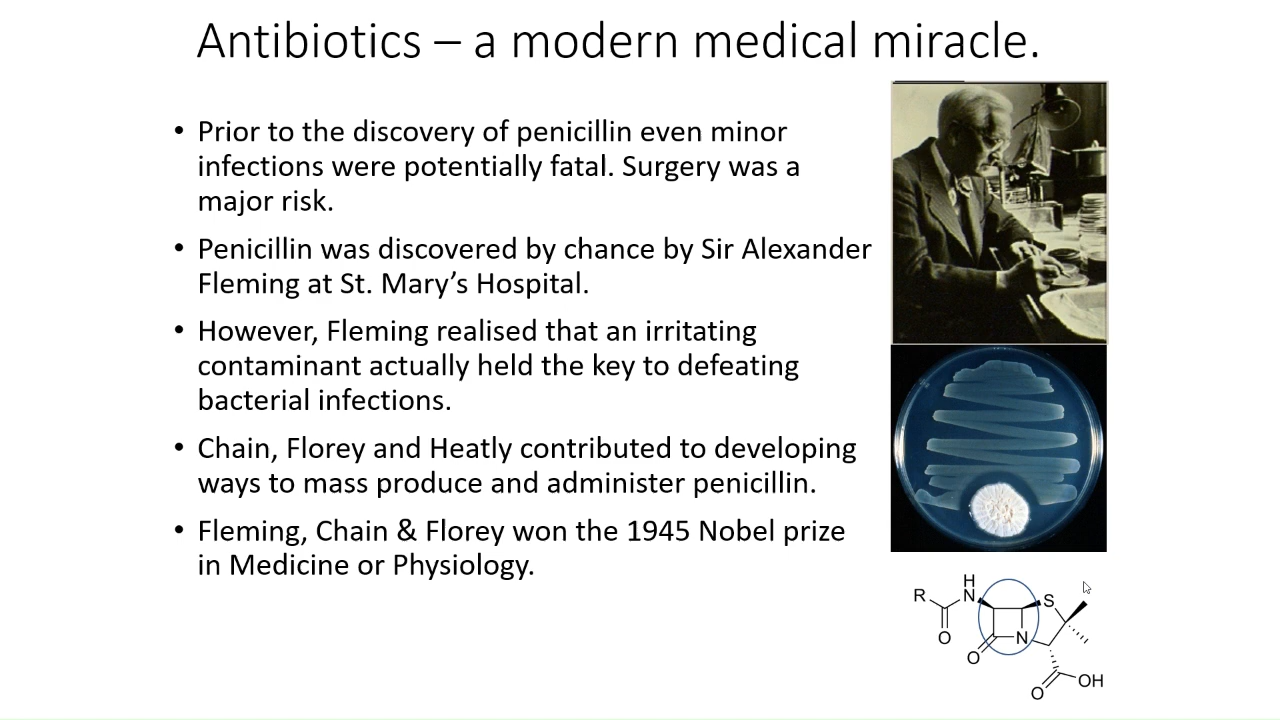 Antibiotics – a modern medical miracle.
• Prior to the discovery of penicillin even minor
infections were potentially fatal. Surgery was a
major risk.
• Penicillin was discovered by chance by Sir Alexander
Fleming at St. Mary’s Hospital.
• However, Fleming realised that an irritating
contaminant actually held the key to defeating
bacterial infections.
• Chain, Florey and Heatly contributed to developing
ways to mass produce and administer penicillin.
• Fleming, Chain & Florey won the 1945 Nobel prize
in Medicine or Physiology.
H
R N S
O N
O
OH
O